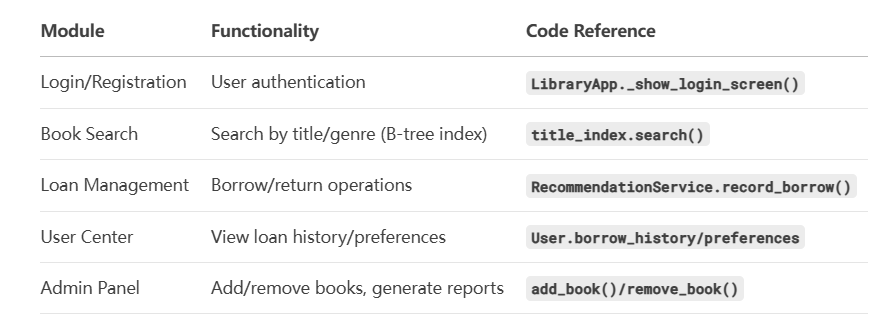 Module Functionality Code Reference
Login/Registration User authentication LibraryApp._show_login_screen()
Book Search Search by title/genre (B-tree index) title_index.search()
Loan Management Borrow/return operations RecommendationService.record_borrow()
User Center View loan history/preferences User.borrow_history/preferences
Admin Panel Add/remove books, generate reports add_book()/remove_book()